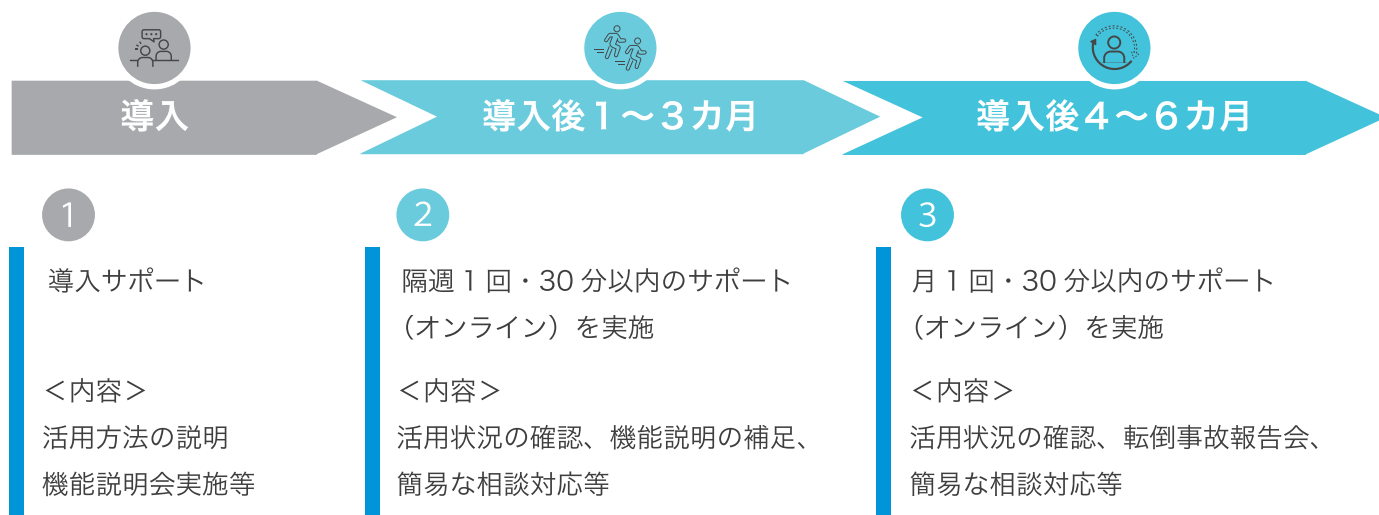 導入
導入後1～3カ月
導入後4～6カ月
1
導入サポート
＜内容＞
活用方法の説明
機能説明会実施等
2
隔週1回・30分以内のサポート
（オンライン）を実施
＜内容＞
活用状況の確認、機能説明の補足、
簡易な相談対応等
3
月1回・30分以内のサポート
（オンライン）を実施
＜内容＞
活用状況の確認、転倒事故報告会、
簡易な相談対応等